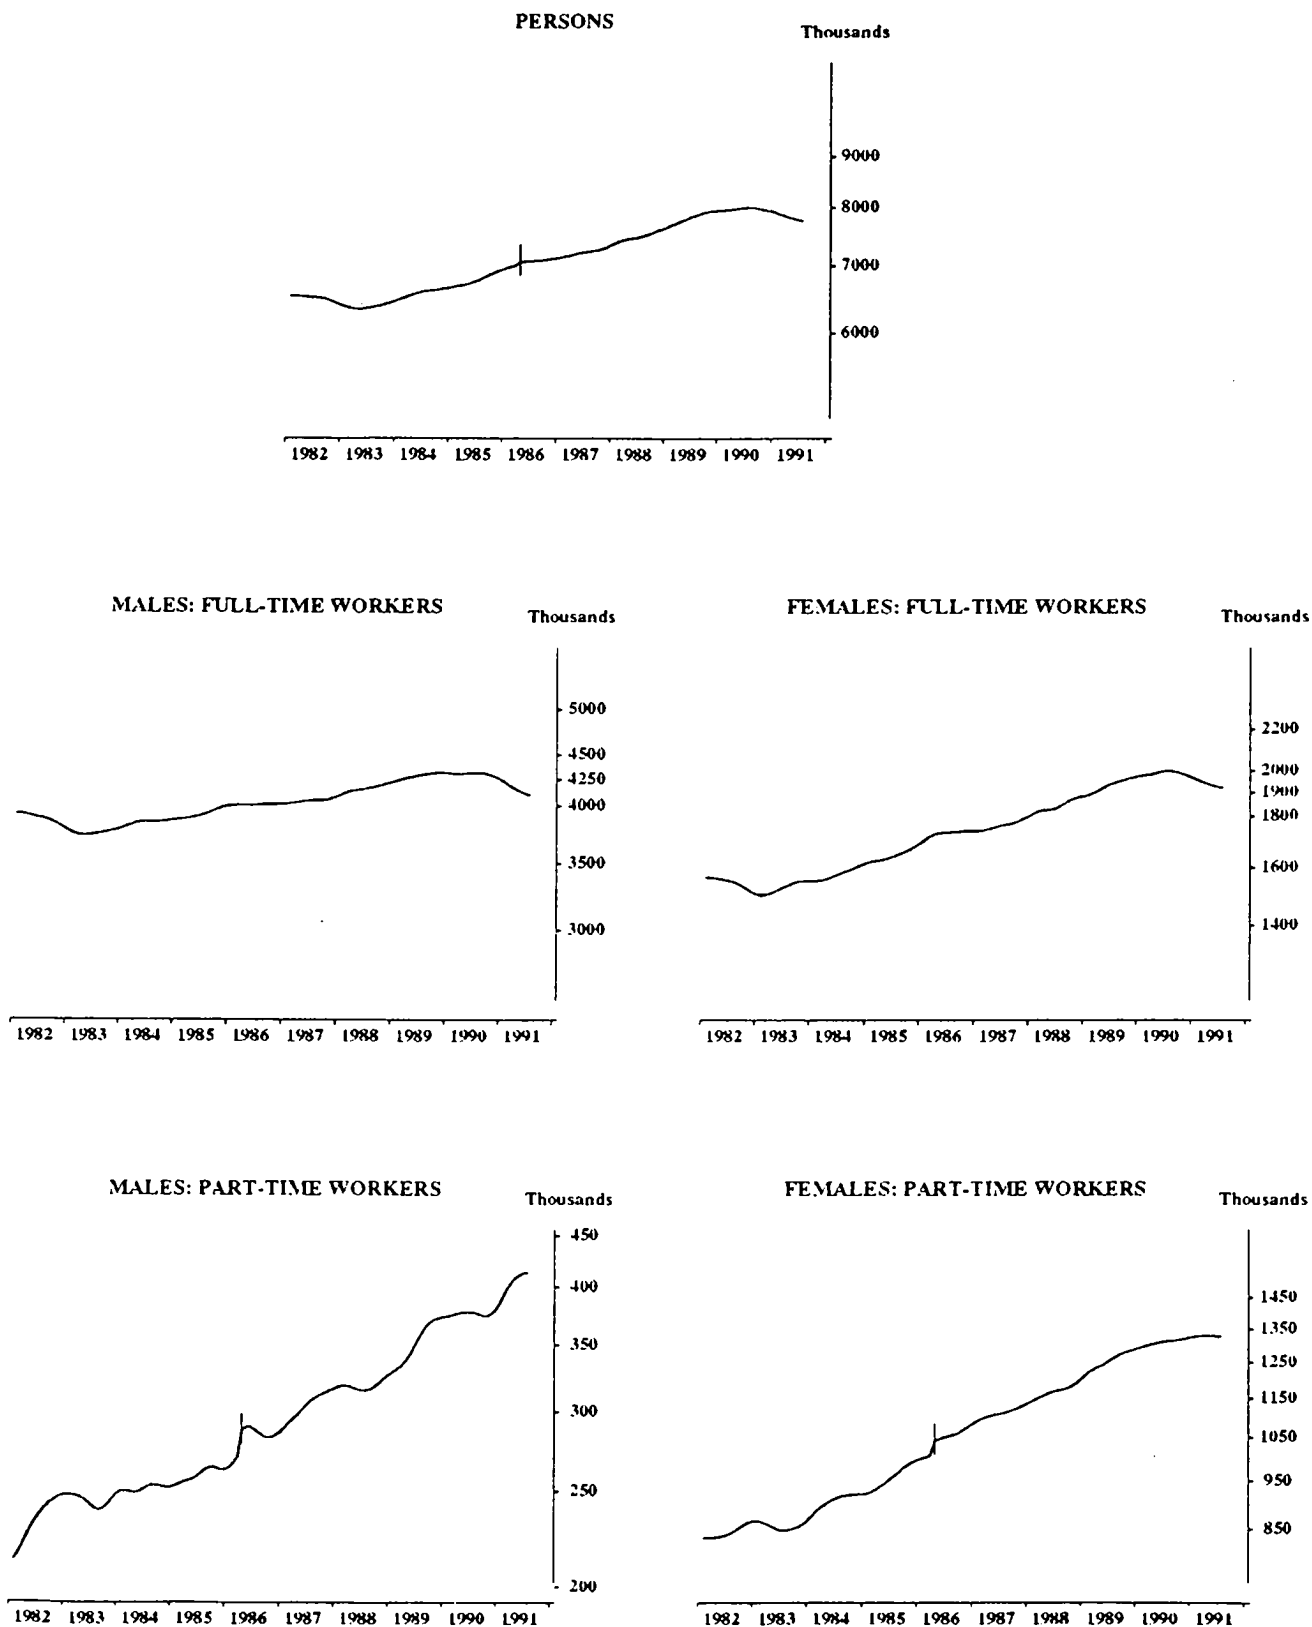 PERSONS
Thousands
9000
8000
7000
6000
1982 1983 1984 1985 1986 1987 1988 1989 1990 1991
MALES: FULL-TIME WORKERS
Thousands
5000
4500
4250
4000
3500
3000
1982 1983 1984 1985 1986 1987 1988 1989 1990 1991
FEMALES: FULL-TIME WORKERS
Thousands
2200
2000
1900
1800
1600
1400
1982 1983 1984 1985 1986 1987 1988 1989 1990 1991
MALES: PART-TIME WORKERS
Thousands
450
400
350
300
250
200
1982 1983 1984 1985 1986 1987 1988 1989 1990 1991
FEMALES: PART-TIME WORKERS
Thousands
1450
1350
1250
1150
1050
950
850
1982 1983 1984 1985 1986 1987 1988 1989 1990 1991